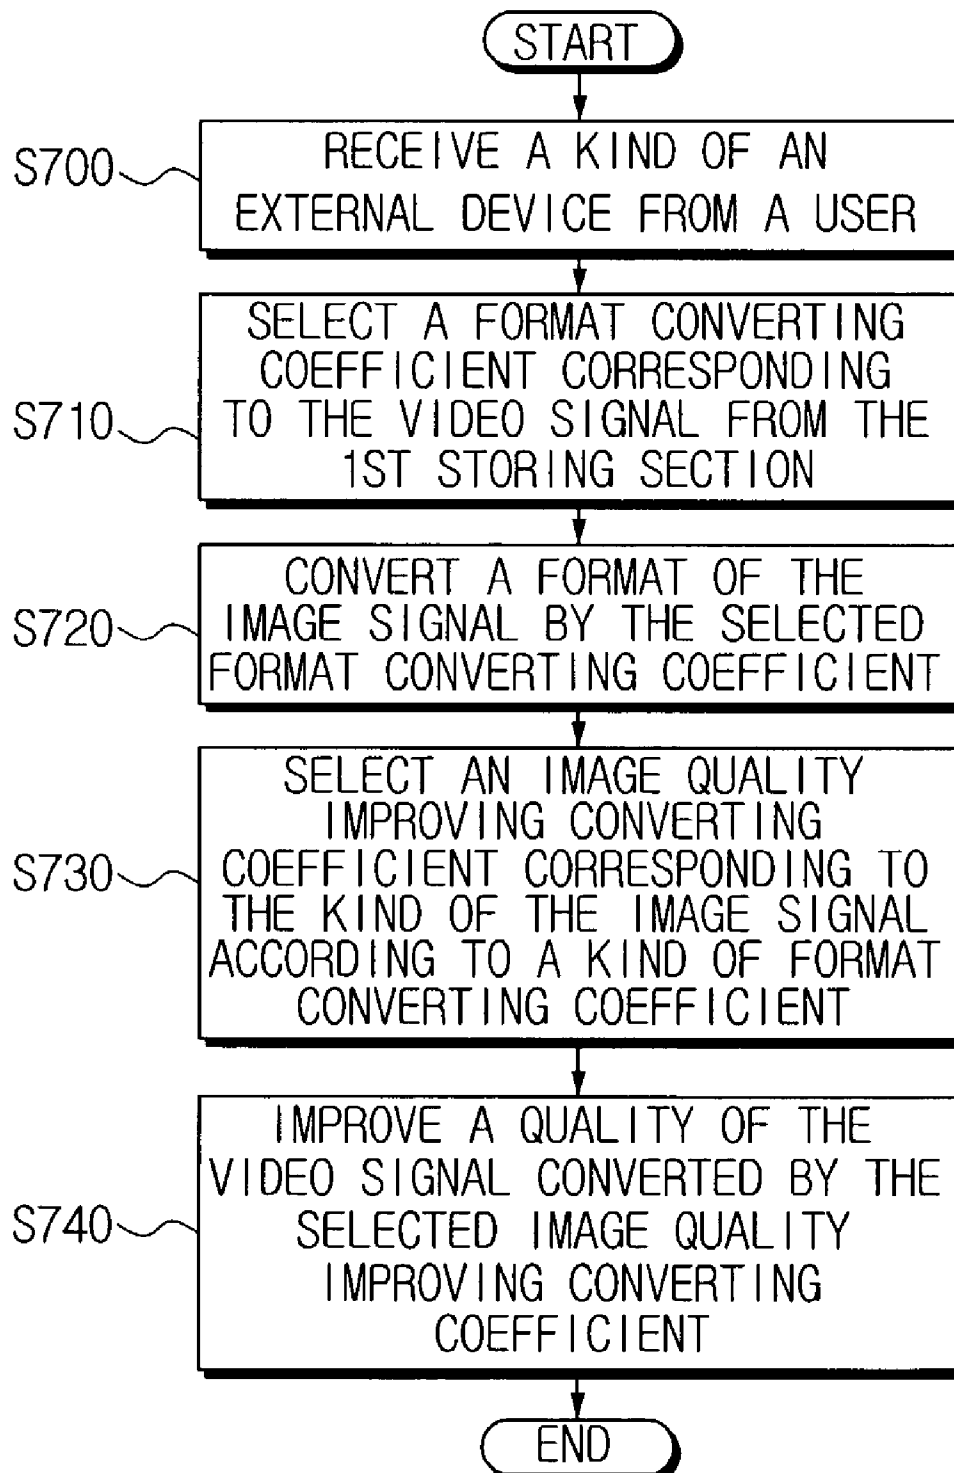 START
S700
RECEIVE A KIND OF AN
EXTERNAL DEVICE FROM A USER
S710
SELECT A FORMAT CONVERTING
COEFFICIENT CORRESPONDING
TO THE VIDEO SIGNAL FROM THE
1ST STORING SECTION
S720
CONVERT A FORMAT OF THE
IMAGE SIGNAL BY THE SELECTED
FORMAT CONVERTING COEFFICIENT
S730
SELECT AN IMAGE QUALITY
IMPROVING CONVERTING
COEFFICIENT CORRESPONDING TO
THE KIND OF THE IMAGE SIGNAL
ACCORDING TO A KIND OF FORMAT
CONVERTING COEFFICIENT
S740
IMPROVE A QUALITY OF THE
VIDEO SIGNAL CONVERTED BY THE
SELECTED IMAGE QUALITY
IMPROVING CONVERTING
COEFFICIENT
END